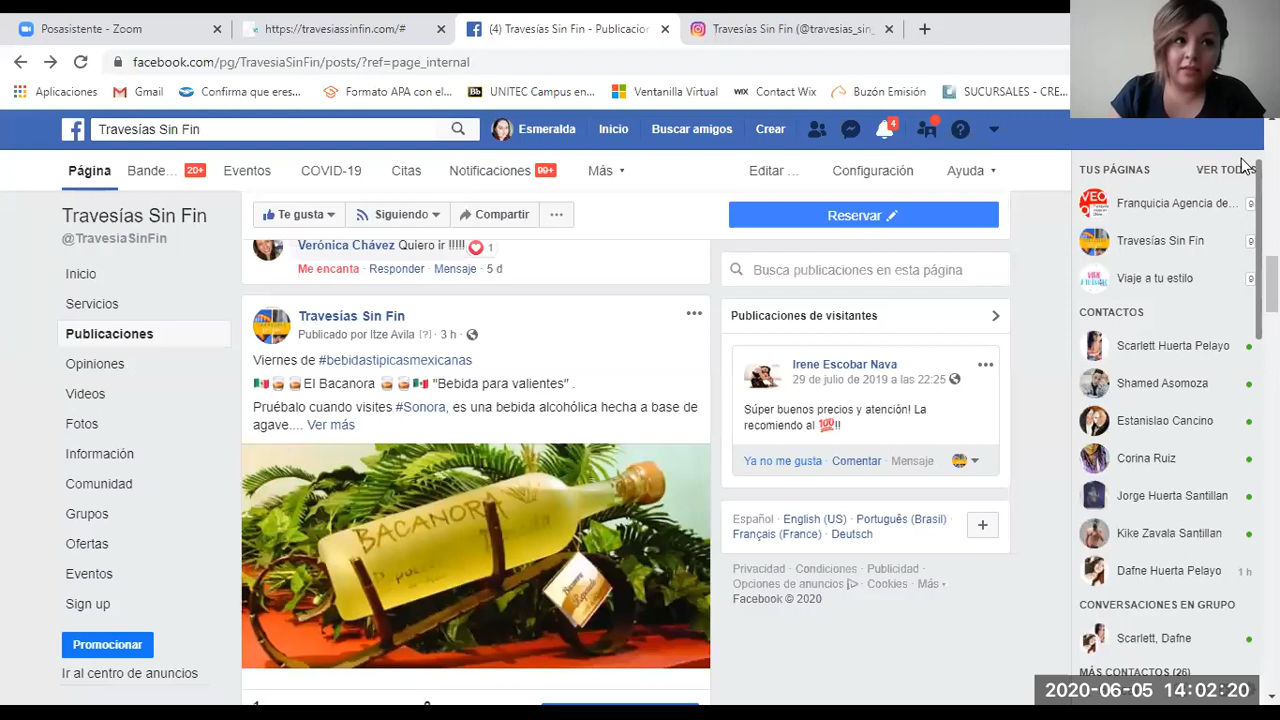 Posasistente - Zoom
https://travesiassinfin.com/#
(4) Travesías Sin Fin - Publicacion
Travesías Sin Fin (@travesias_sin_
facebook.com/pg/TravesiaSinFin/posts/?ref=page_internal
Aplicaciones
Gmail
Confirma que eres...
Formato APA con el...
Bb
UNITEC Campus en...
Ventanilla Virtual
WIX
Contact Wix
Buzón Emisión
SUCURSALES - CRE...
Travesías Sin Fin
Esmeralda
Inicio
Buscar amigos
Crear
4
Página
Bande...
20+
Eventos
COVID-19
Citas
Notificaciones
99+
Más
Editar ...
Configuración
Ayuda
Travesías Sin Fin
@TravesiaSinFin
Inicio
Servicios
Publicaciones
Opiniones
Videos
Fotos
Información
Comunidad
Grupos
Ofertas
Eventos
Sign up
Promocionar
Ir al centro de anuncios
Te gusta
Siguiendo
Compartir
Verónica Chávez Quiero ir !!!!!
1
Me encanta · Responder · Mensaje · 5 d
Travesías Sin Fin
Publicado por Itze Avila [?] · 3 h ·
Viernes de #bebidastipicasmexicanas
El Bacanora "Bebida para valientes" .
Pruébalo cuando visites #Sonora, es una bebida alcohólica hecha a base de
agave.... Ver más
BACANORA
Reservar
Busca publicaciones en esta página
Publicaciones de visitantes
Irene Escobar Nava
29 de julio de 2019 a las 22:25
Súper buenos precios y atención! La
recomiendo al 💯!!
Ya no me gusta · Comentar · Mensaje
Español · English (US) · Português (Brasil) ·
Français (France) · Deutsch
Privacidad · Condiciones · Publicidad ·
Opciones de anuncios · Cookies · Más
Facebook © 2020
TUS PÁGINAS
VER TODAS
Franquicia Agencia de...
9
Travesías Sin Fin
9
Viaje a tu estilo
9
CONTACTOS
Scarlett Huerta Pelayo
Shamed Asomoza
Estanislao Cancino
Corina Ruiz
Jorge Huerta Santillan
Kike Zavala Santillan
Dafne Huerta Pelayo
1 h
CONVERSACIONES EN GRUPO
Scarlett, Dafne
MÁS CONTACTOS (26)
2020-06-05 14:02:20